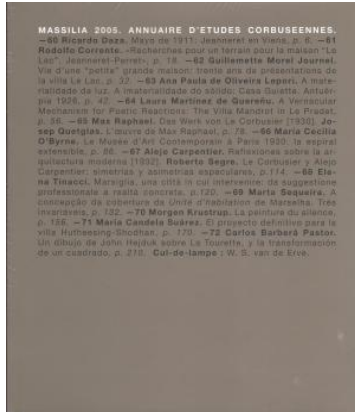 MASSILIA 2005. ANNUAIRE D'ETUDES CORBUSEENNES.
—60 Ricardo Daza. Mayo de 1911: Jeanneret en Viena, p. 6. —61
Rodolfo Corrente. «Recherches pour un terrain pour la maison "Le
Lac", Jeanneret-Perret», p. 18. —62 Guillemette Morel Journel.
Vie d'une "petite" grande maison: trente ans de présentations de
la villa Le Lac, p. 32. —63 Ana Paula de Oliveira Lepori. A mate-
rialidade da luz. A imaterialidade do sólido: Casa Guiette. Antuér-
pia 1926, p. 42. —64 Laura Martínez de Guereñu. A Vernacular
Mechanism for Poetic Reactions: The Villa Mandrot in Le Pradet,
p. 56. —65 Max Raphael. Das Werk von Le Corbusier [1930]. Jo-
sep Quetglas. L'œuvre de Max Raphael, p. 78. —66 Maria Cecilia
O'Byrne. Le Musée d'Art Contemporain à Paris 1930: la espiral
extensible, p. 86. —67 Alejo Carpentier. Reflexiones sobre la ar-
quitectura moderna [1932]. Roberto Segre. Le Corbusier y Alejo
Carpentier: simetrías y asimetrías espaculares, p.114. —68 Ele-
na Tinacci. Marsiglia, una città in cui intervenire: da suggestione
professionale a realtà concreta, p.120. —69 Marta Sequeira. A
concepção da cobertura da Unité d'habitation de Marselha. Três
invariáveis, p. 132. —70 Morgen Krustrup. La peinture du silence,
p. 156. —71 Maria Candela Suárez. El proyecto definitivo para la
villa Hutheesing-Shodhan, p. 170. —72 Carlos Barberá Pastor.
Un dibujo de John Hejduk sobre La Tourette, y la transformación
de un cuadrado, p. 210. Cul-de-lampe : W. S. van de Erve.